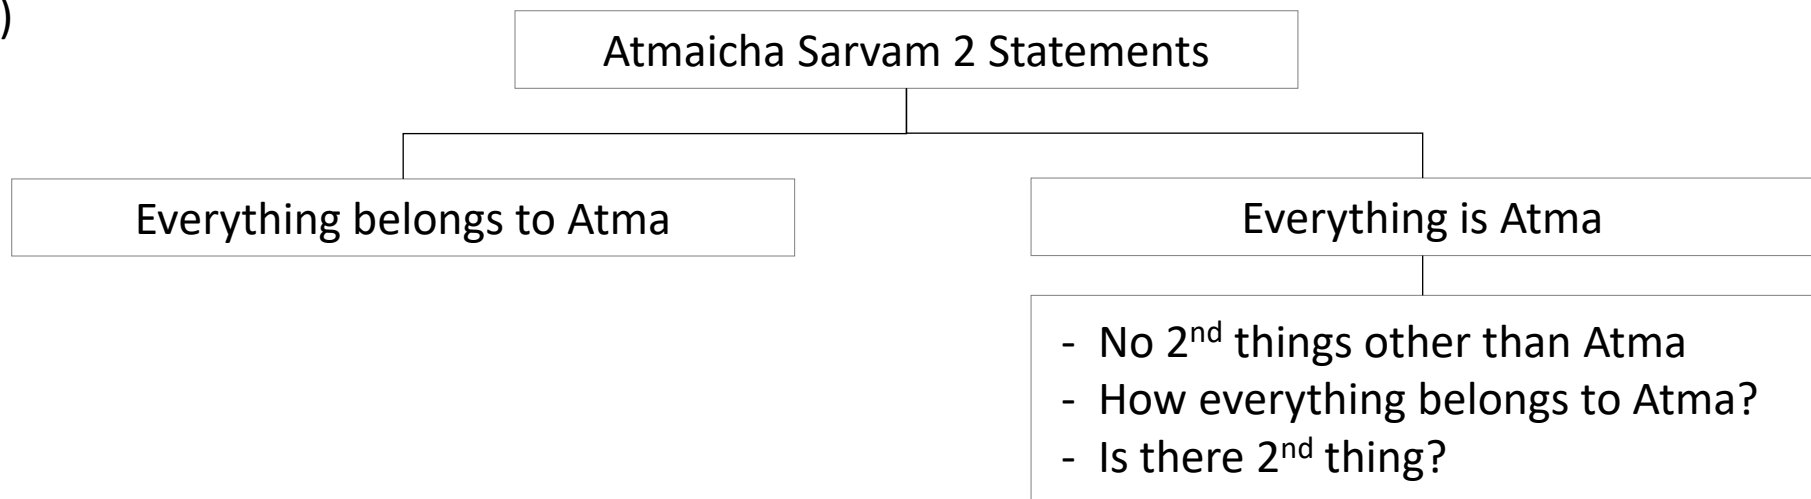 )
Atmaicha Sarvam 2 Statements
Everything belongs to Atma
Everything is Atma
- No 2nd things other than Atma
- How everything belongs to Atma?
- Is there 2nd thing?